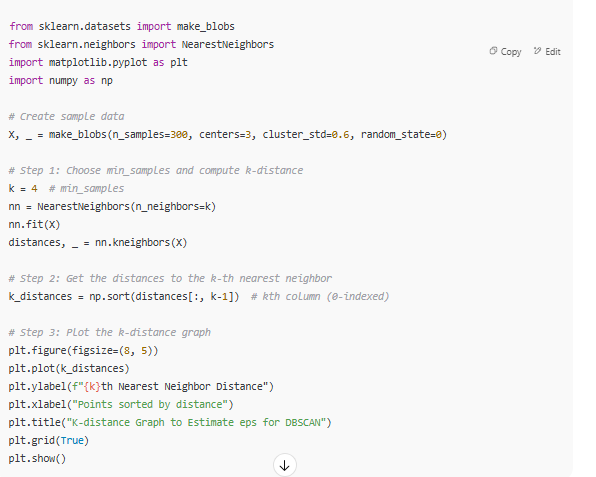 from sklearn.datasets import make_blobs
from sklearn.neighbors import NearestNeighbors
Copy Edit
import matplotlib.pyplot as plt
import numpy as np
# Create sample data
X, _ = make_blobs(n_samples=300, centers=3, cluster_std=0.6, random_state=0)
# Step 1: Choose min_samples and compute k-distance
k = 4  # min_samples
nn = NearestNeighbors(n_neighbors=k)
nn.fit(X)
distances, _ = nn.kneighbors(X)
# Step 2: Get the distances to the k-th nearest neighbor
k_distances = np.sort(distances[:, k-1])  # kth column (0-indexed)
# Step 3: Plot the k-distance graph
plt.figure(figsize=(8, 5))
plt.plot(k_distances)
plt.ylabel(f"{k}th Nearest Neighbor Distance")
plt.xlabel("Points sorted by distance")
plt.title("K-distance Graph to Estimate eps for DBSCAN")
plt.grid(True)
plt.show()